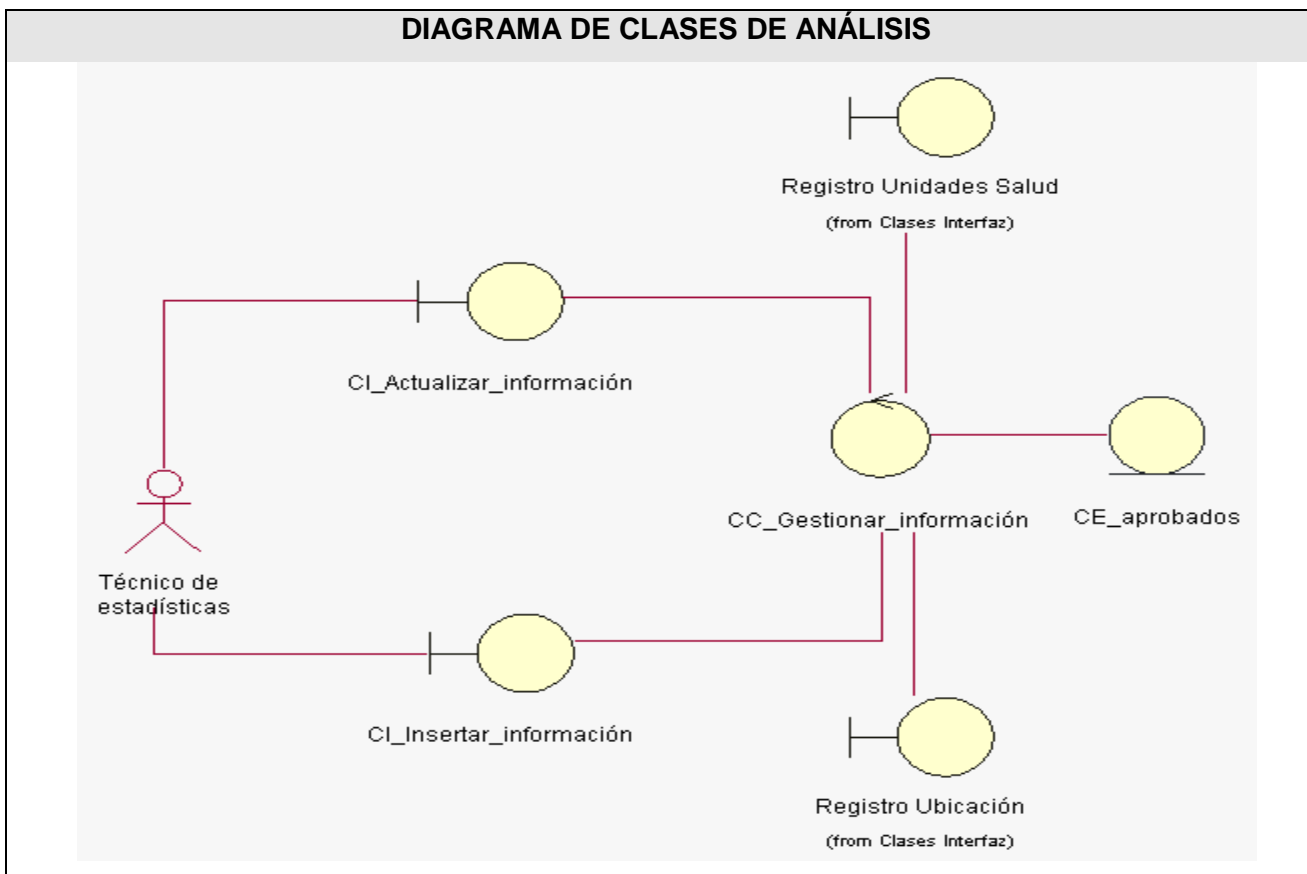 DIAGRAMA DE CLASES DE ANÁLISIS
Registro Unidades Salud
(from Clases Interfaz)
CI_Actualizar_información
CC_Gestionar_información
CE_aprobados
Técnico de
estadísticas
CI_Insertar_información
Registro Ubicación
(from Clases Interfaz)